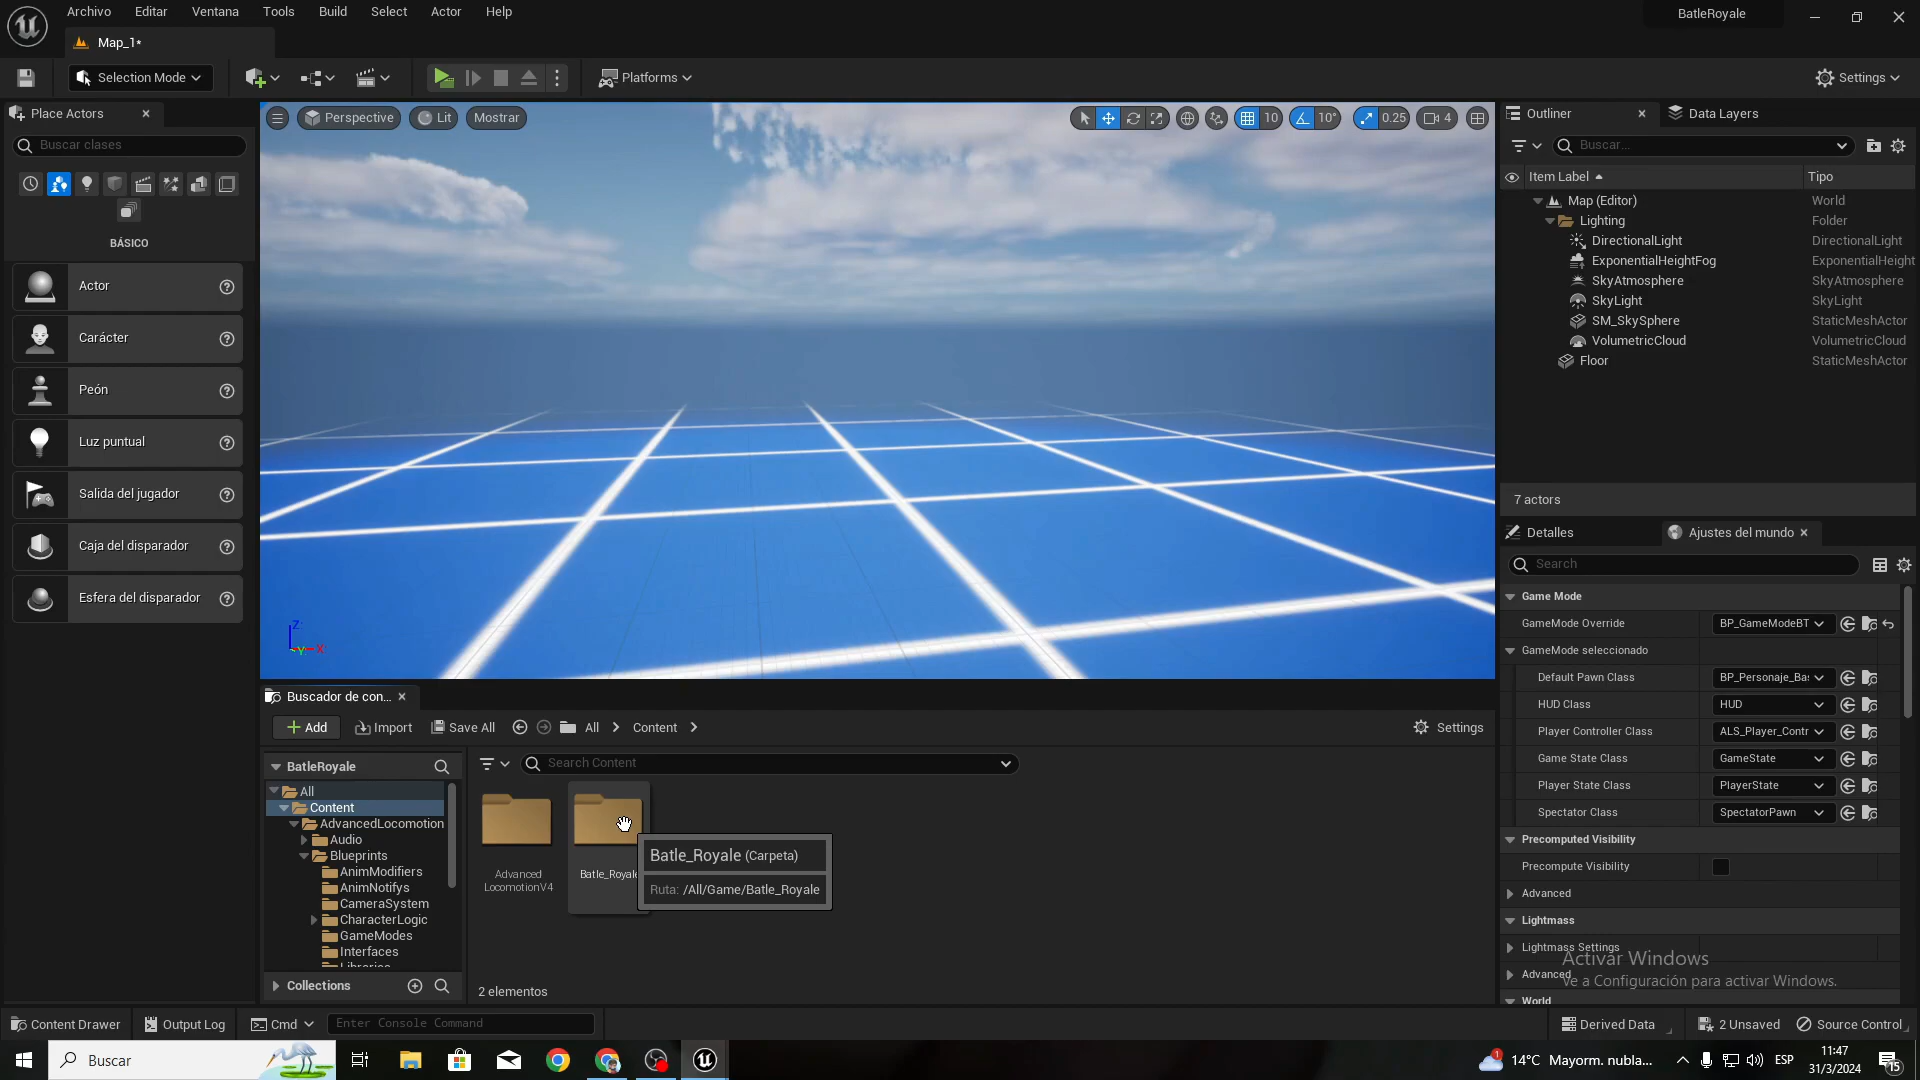 Archivo Editar Ventana Tools Build Select Actor Help
BatleRoyale
Map_1*
Selection Mode
Platforms
Settings
Place Actors
Buscar clases
BÁSICO
Actor
Carácter
Peón
Luz puntual
Salida del jugador
Caja del disparador
Esfera del disparador
Perspective Lit Mostrar
10 10° 0.25 4
Z
Y X
Outliner Data Layers
Buscar...
Item Label Tipo
Map (Editor) World
Lighting Folder
DirectionalLight DirectionalLight
ExponentialHeightFog ExponentialHeight
SkyAtmosphere SkyAtmosphere
SkyLight SkyLight
SM_SkySphere StaticMeshActor
VolumetricCloud VolumetricCloud
Floor StaticMeshActor
7 actors
Detalles Ajustes del mundo
Search
Game Mode
GameMode Override BP_GameModeBT
GameMode seleccionado
Default Pawn Class BP_Personaje_Ba
HUD Class HUD
Player Controller Class ALS_Player_Contr
Game State Class GameState
Player State Class PlayerState
Spectator Class SpectatorPawn
Precomputed Visibility
Precompute Visibility
Advanced
Lightmass
Lightmass Settings
Advanced
World
Activar Windows
Ve a Configuración para activar Windows.
Buscador de con...
Add Import Save All All Content Settings
BatleRoyale
All
Content
AdvancedLocomotion
Audio
Blueprints
AnimModifiers
AnimNotifys
CameraSystem
CharacterLogic
GameModes
Interfaces
Libraries
Collections
Search Content
Advanced
LocomotionV4
Batle_Royale
Batle_Royale (Carpeta)
Ruta: /All/Game/Batle_Royale
2 elementos
Content Drawer Output Log Cmd Enter Console Command
Derived Data 2 Unsaved Source Control
Buscar
1 14°C Mayorm. nubla... ESP
11:47
31/3/2024
15